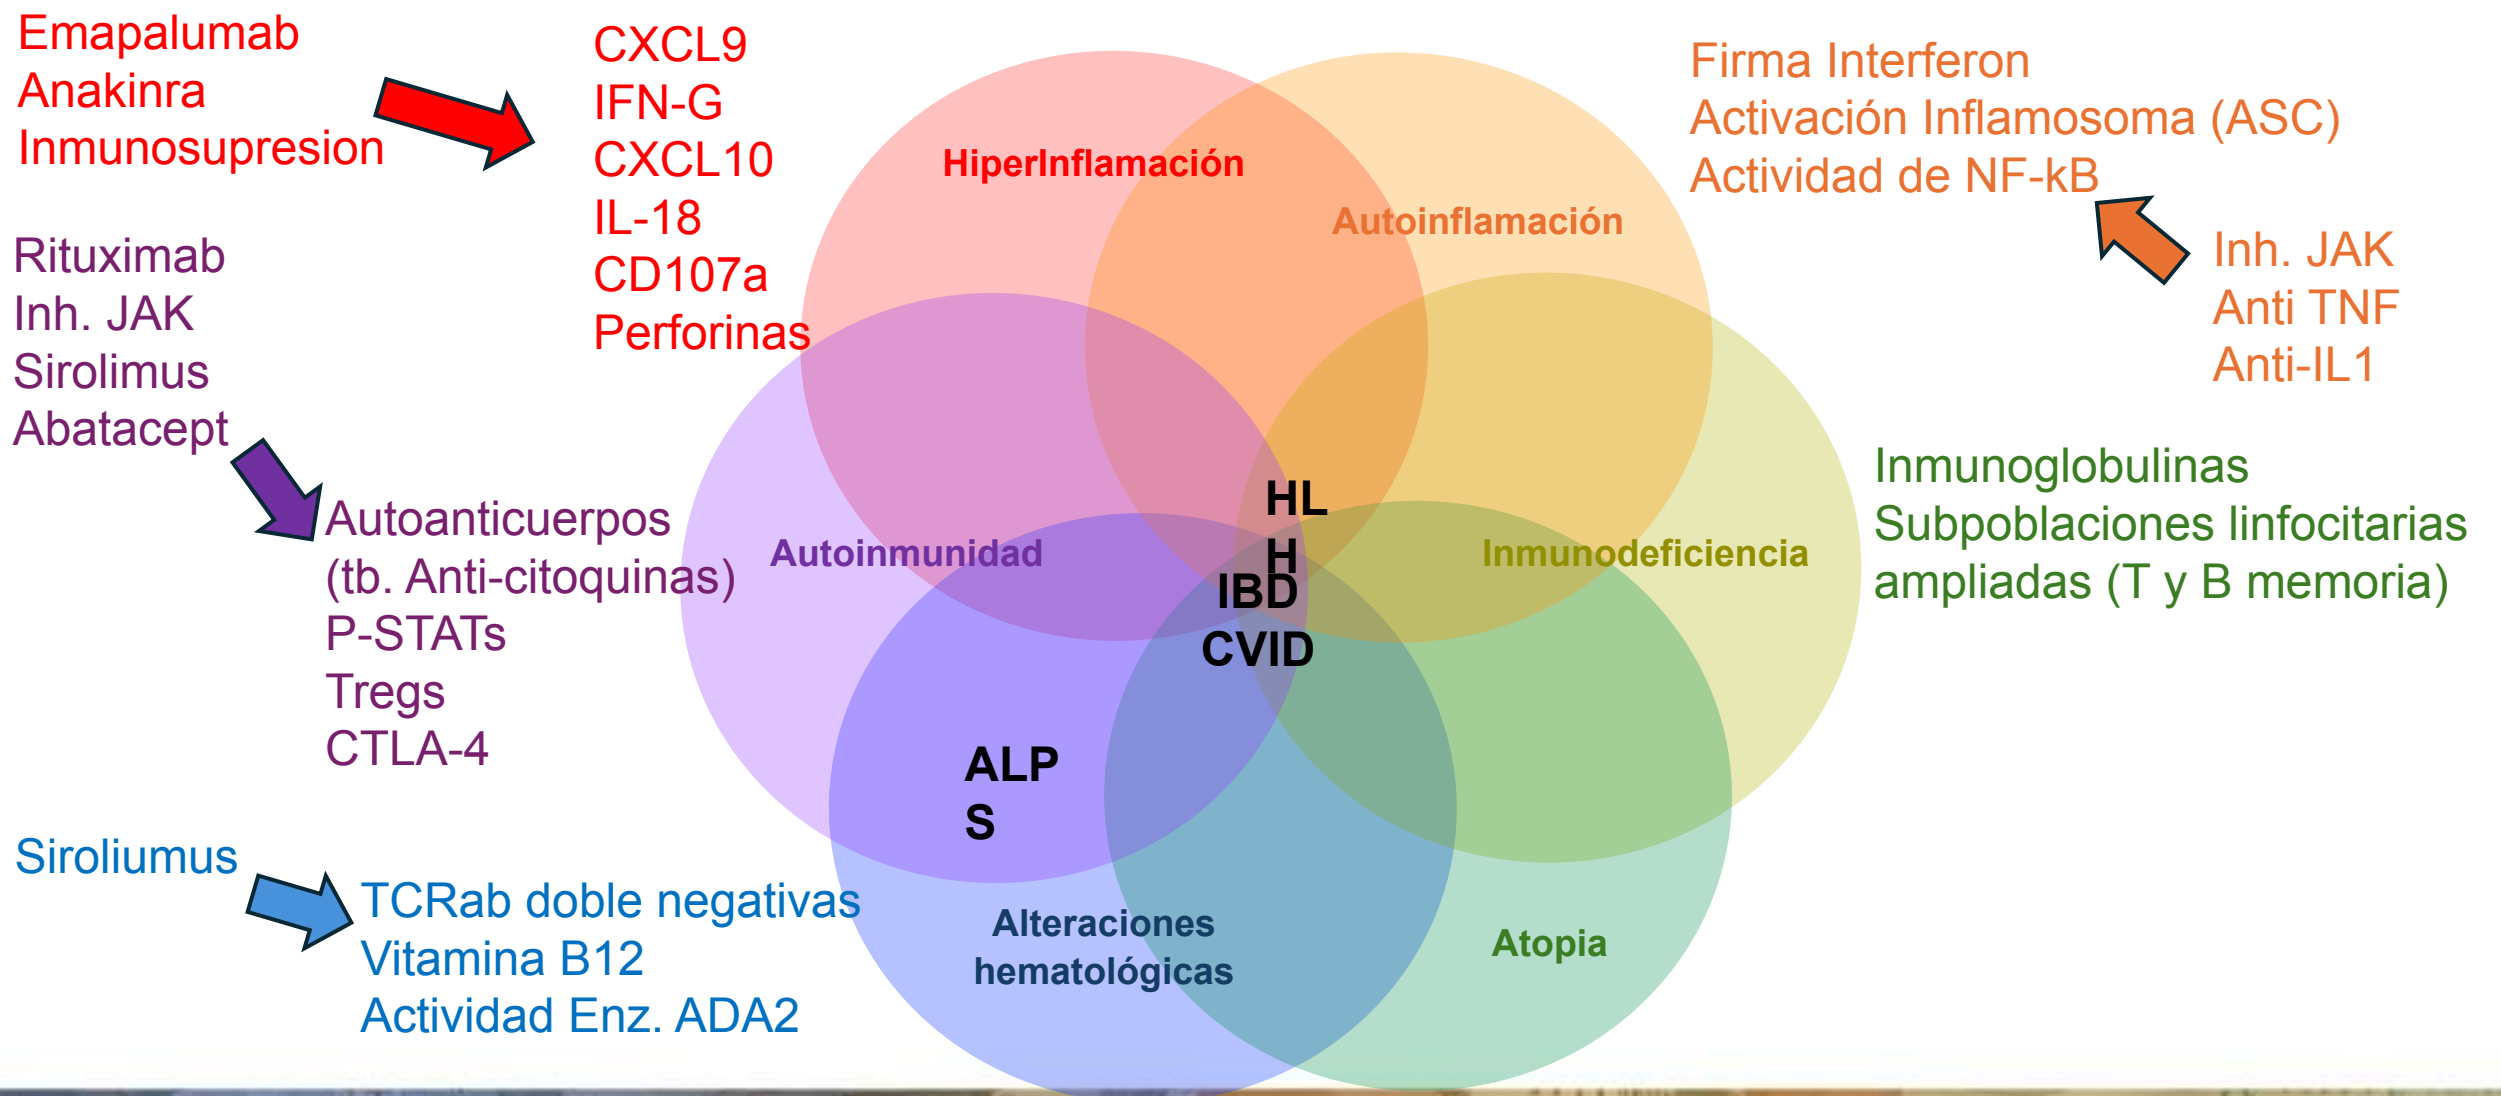 Emapalumab
Anakinra
Inmunosupresion
CXCL9
IFN-G
CXCL10
IL-18
CD107a
Perforinas
Firma Interferon
Activación Inflamosoma (ASC)
Actividad de NF-kB
Inh. JAK
Anti TNF
Anti-IL1
Rituximab
Inh. JAK
Sirolimus
Abatacept
Autoanticuerpos
(tb. Anti-citoquinas)
P-STATs
Tregs
CTLA-4
Inmunoglobulinas
Subpoblaciones linfocitarias
ampliadas (T y B memoria)
Siroliumus
TCRab doble negativas
Vitamina B12
Actividad Enz. ADA2
HiperInflamación
Autoinflamación
Autoinmunidad
Inmunodeficiencia
HL
H
IBD
CVID
ALP
S
Alteraciones
hematológicas
Atopia